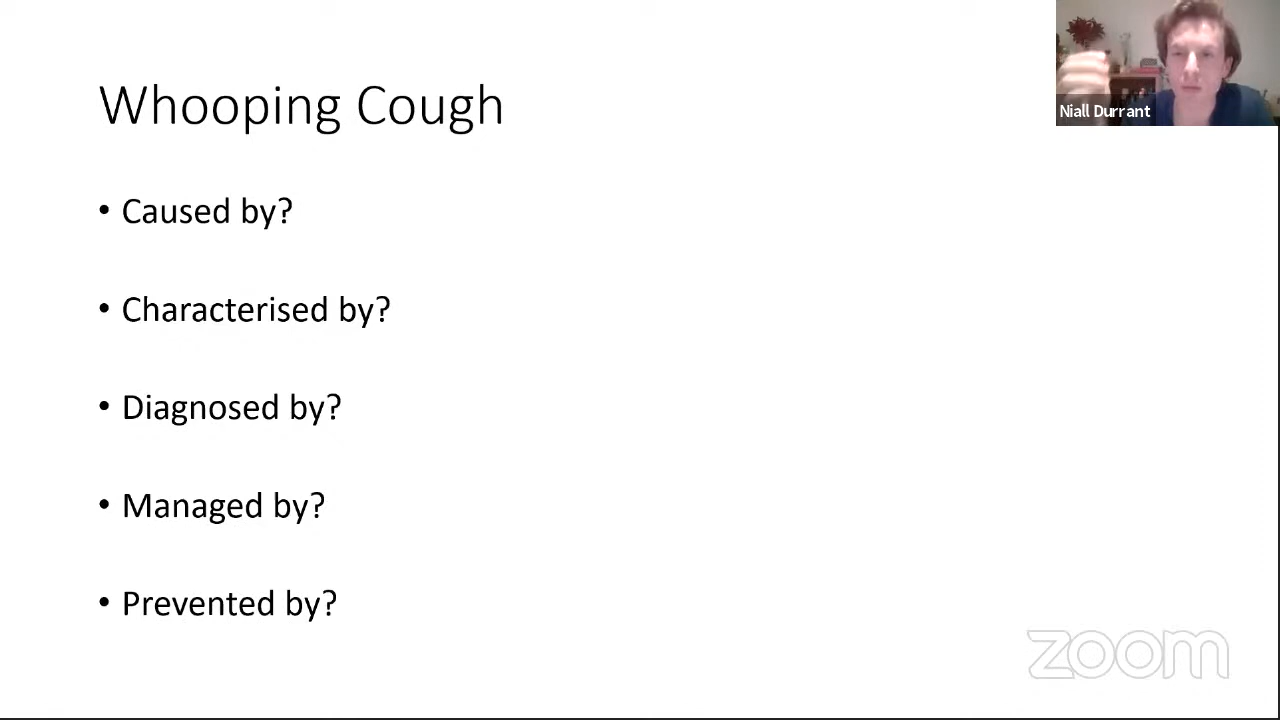 Whooping Cough
Niall Durrant
• Caused by?
• Characterised by?
• Diagnosed by?
• Managed by?
• Prevented by?
zoom